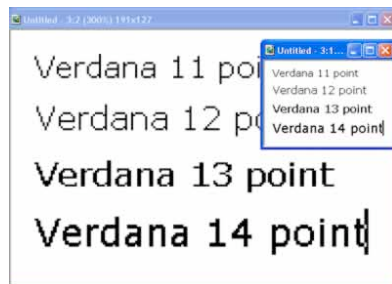 Untitled - 3:2 (300%) 191x127
Verdana 11 poi
Verdana 12 po
Verdana 13 point
Verdana 14 point
Untitled - 3:1...
Verdana 11 point
Verdana 12 point
Verdana 13 point
Verdana 14 point